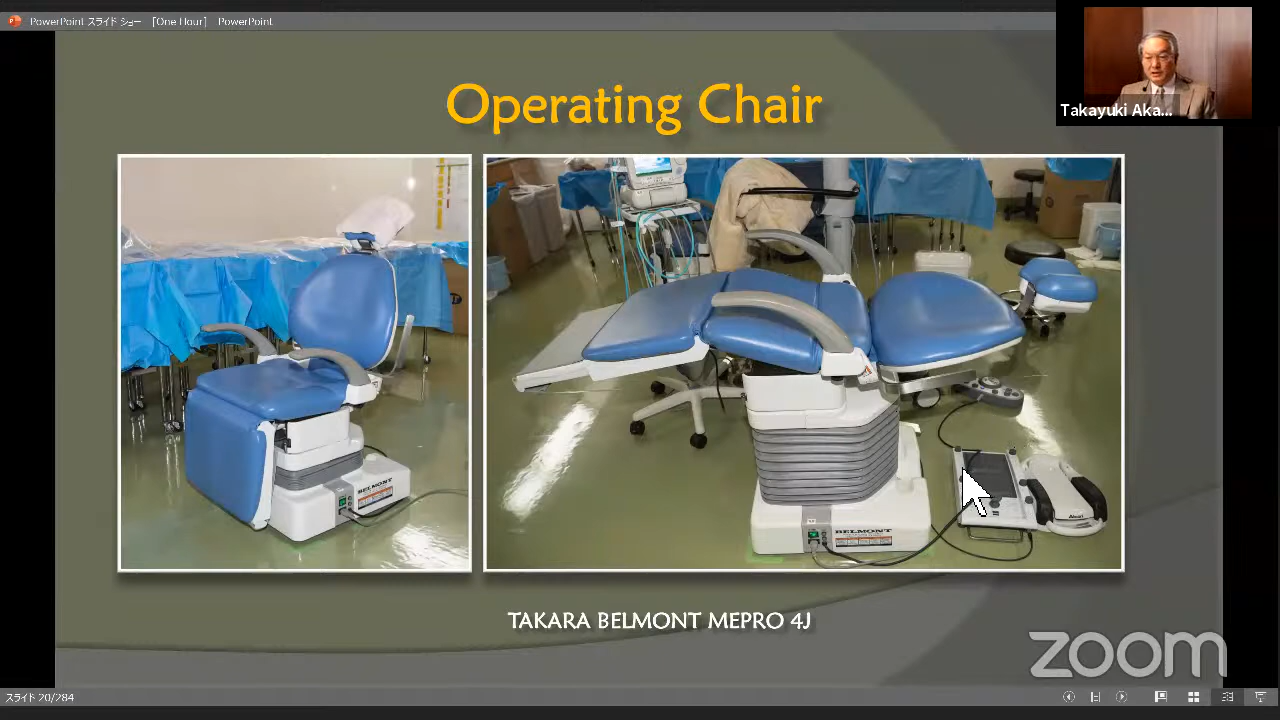 PowerPoint スライド ショー [One Hour] PowerPoint
Takayuki Aka...
Operating Chair
BELMONT
BELMONT
Alcon
TAKARA BELMONT MEPRO 4J
zoom
スライド 20/284